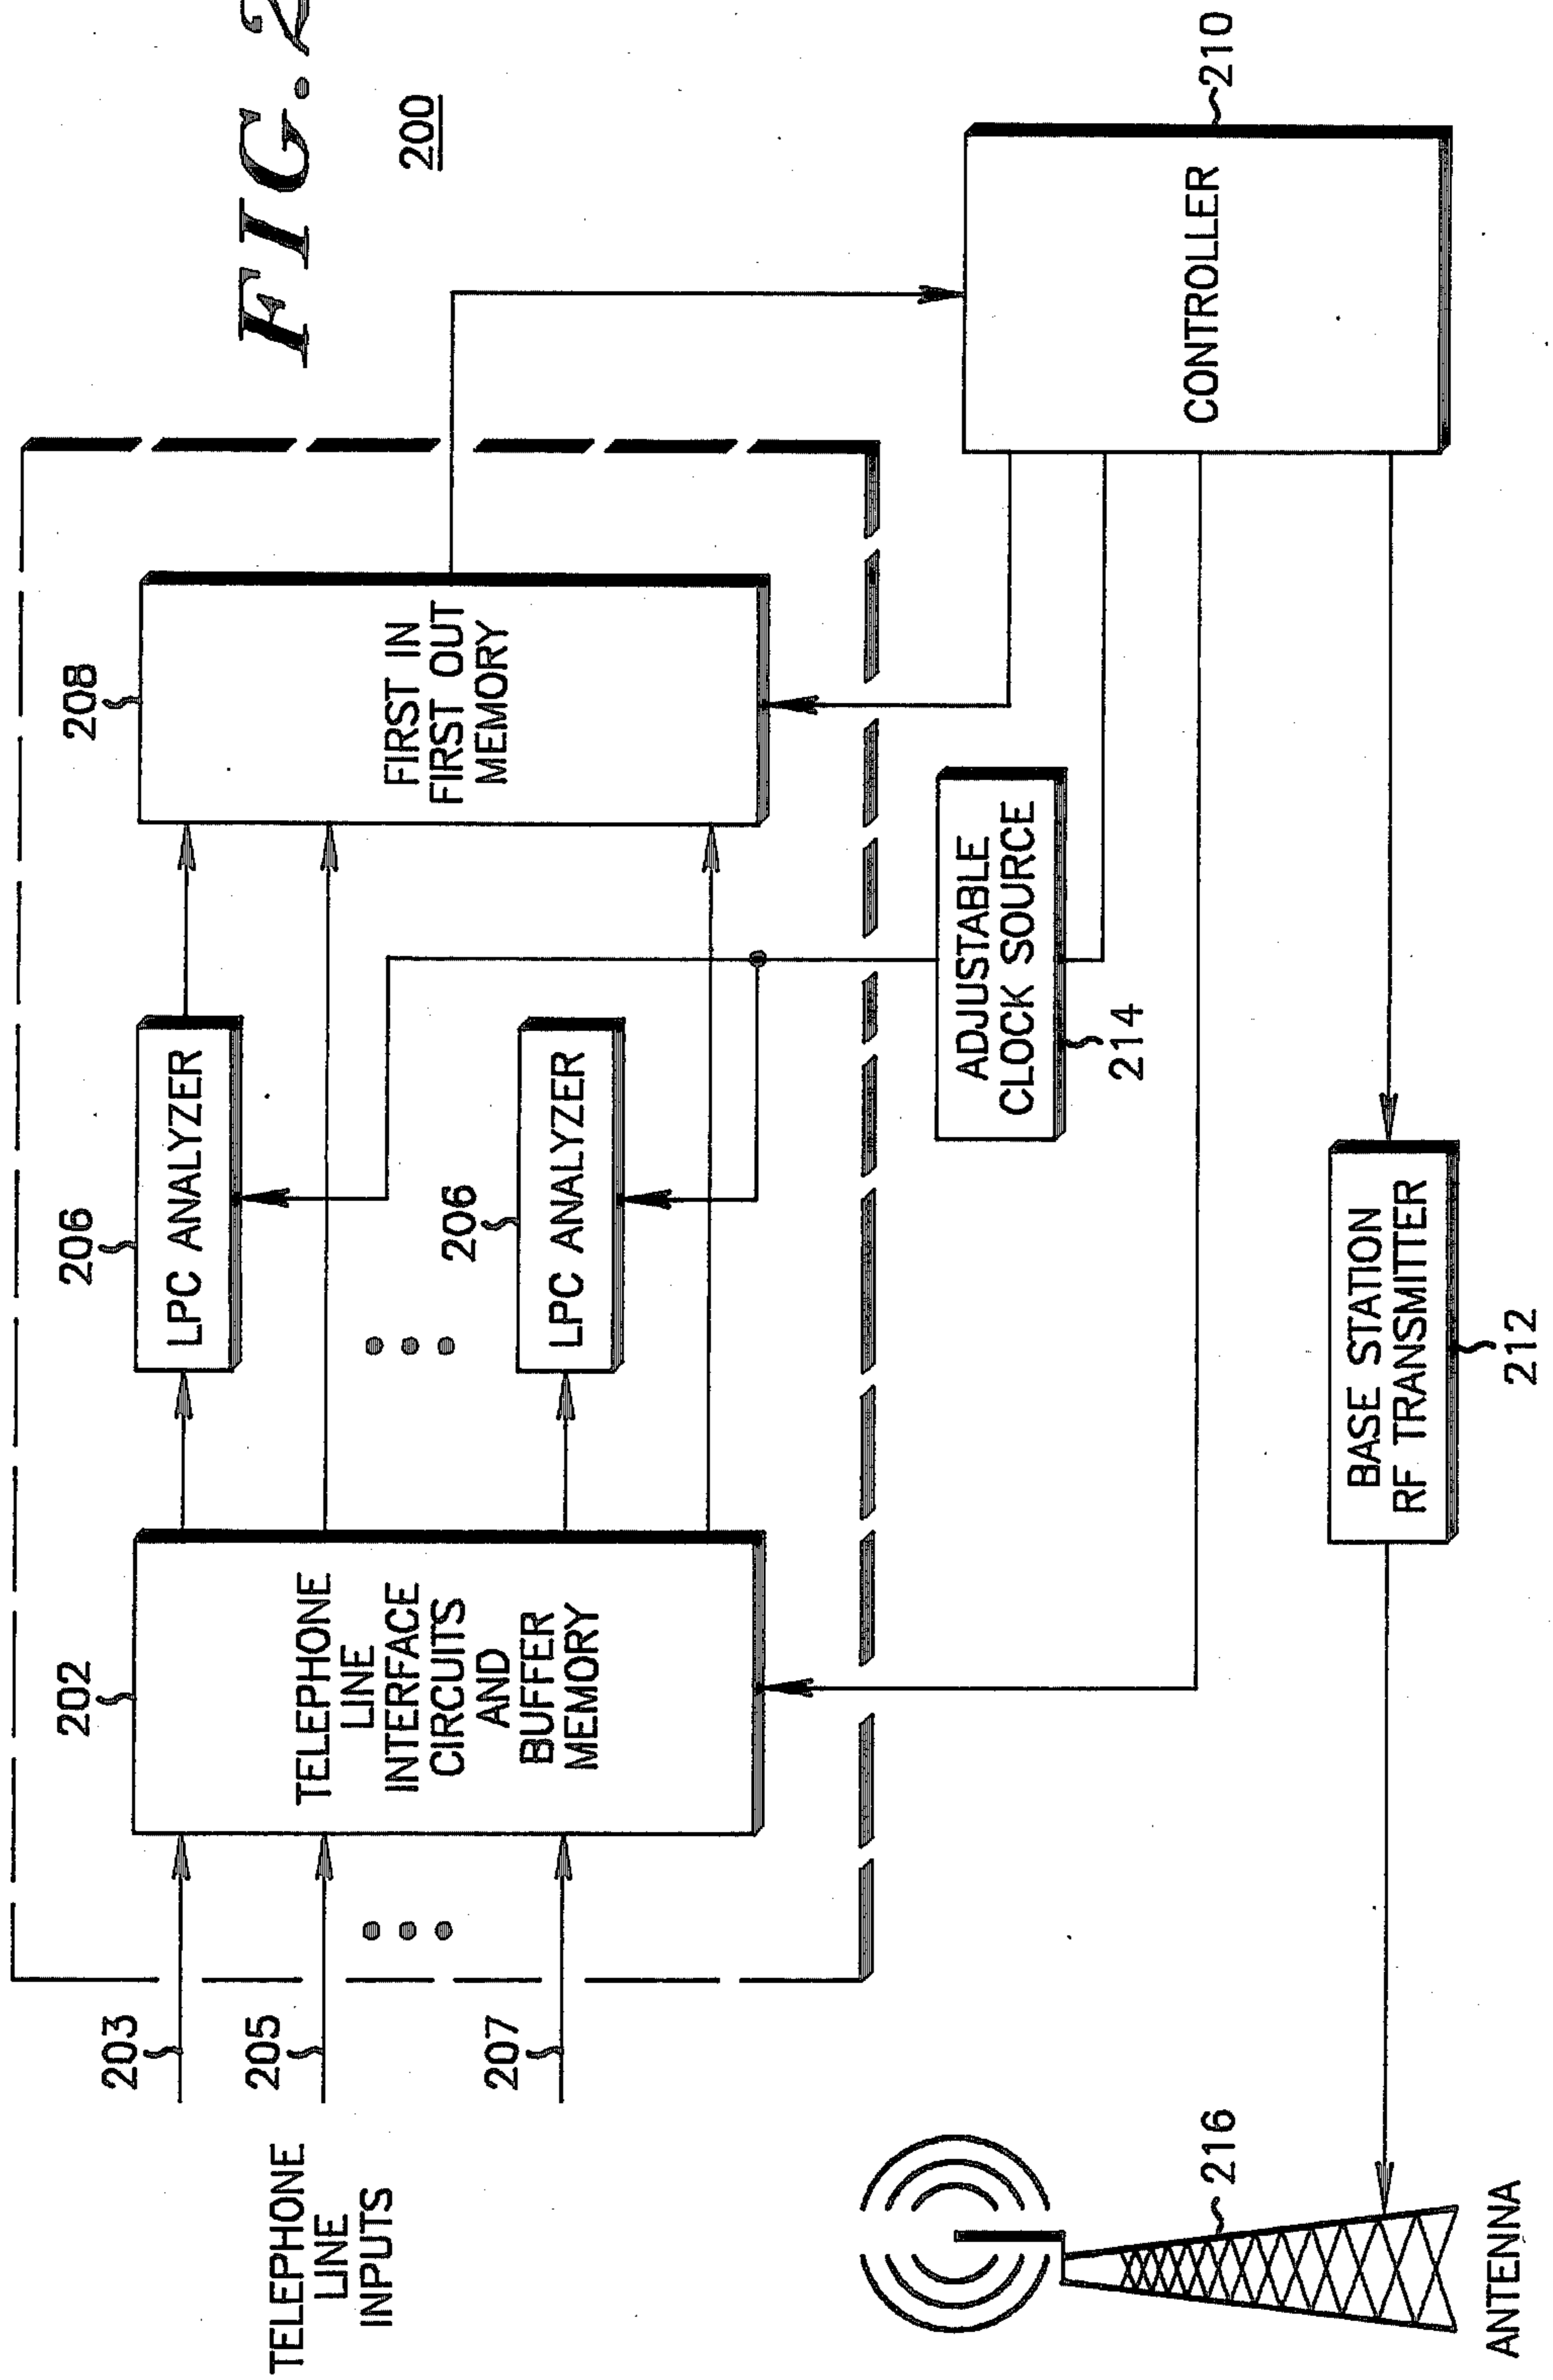 FIG. 2
200
208
FIRST IN
FIRST OUT
MEMORY
206
LPC ANALYZER
206
LPC ANALYZER
202
TELEPHONE
LINE
INTERFACE
CIRCUITS
AND
BUFFER
MEMORY
203
205
207
TELEPHONE
LINE
INPUTS
210
CONTROLLER
ADJUSTABLE
CLOCK SOURCE
214
BASE STATION
RF TRANSMITTER
212
216
ANTENNA